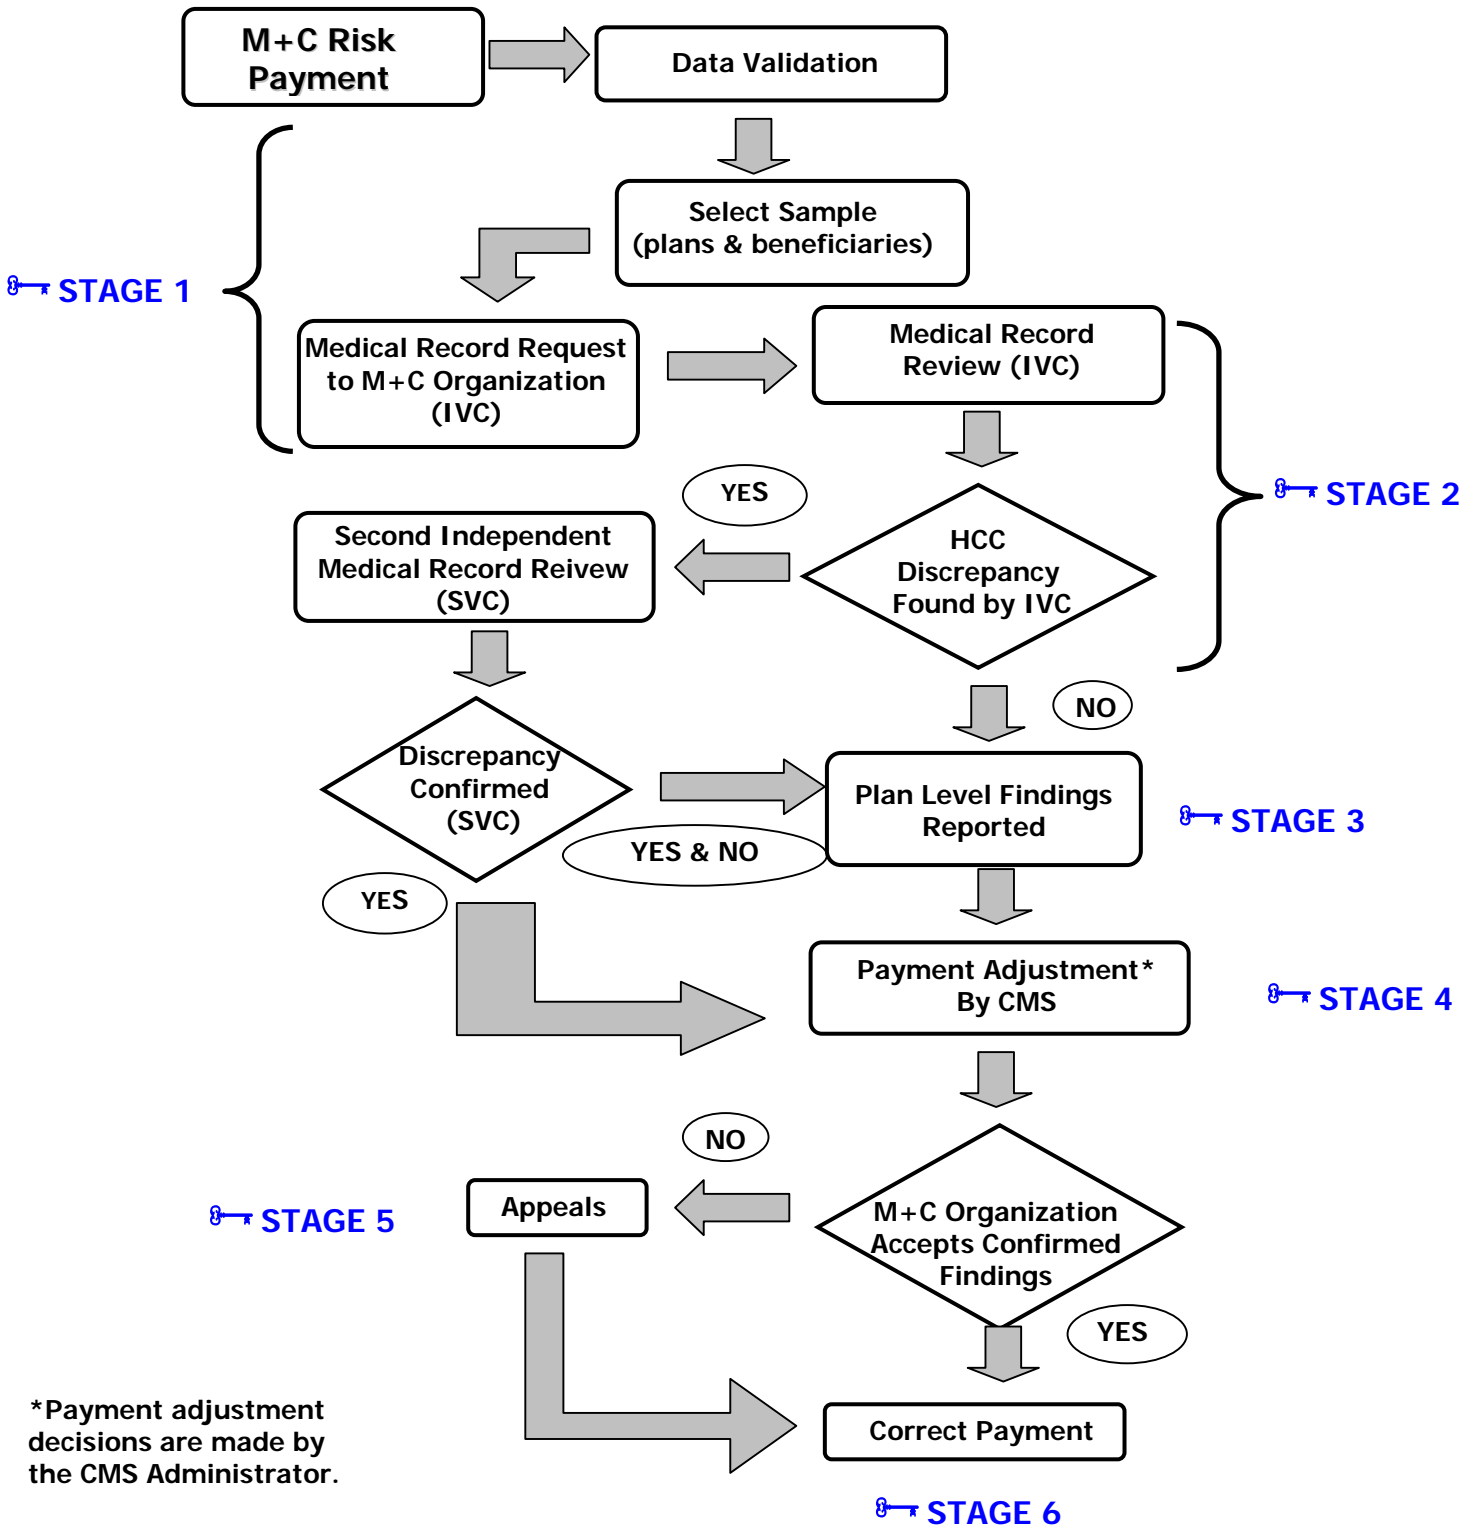 M+C Risk
Payment
Data Validation
Select Sample
(plans & beneficiaries)
STAGE 1
Medical Record Request
to M+C Organization
(IVC)
Medical Record
Review (IVC)
YES
STAGE 2
Second Independent
Medical Record Reivew
(SVC)
HCC
Discrepancy
Found by IVC
NO
Discrepancy
Confirmed
(SVC)
Plan Level Findings
Reported
STAGE 3
YES & NO
YES
Payment Adjustment*
By CMS
STAGE 4
NO
Appeals
STAGE 5
M+C Organization
Accepts Confirmed
Findings
YES
Correct Payment
*Payment adjustment
decisions are made by
the CMS Administrator.
STAGE 6